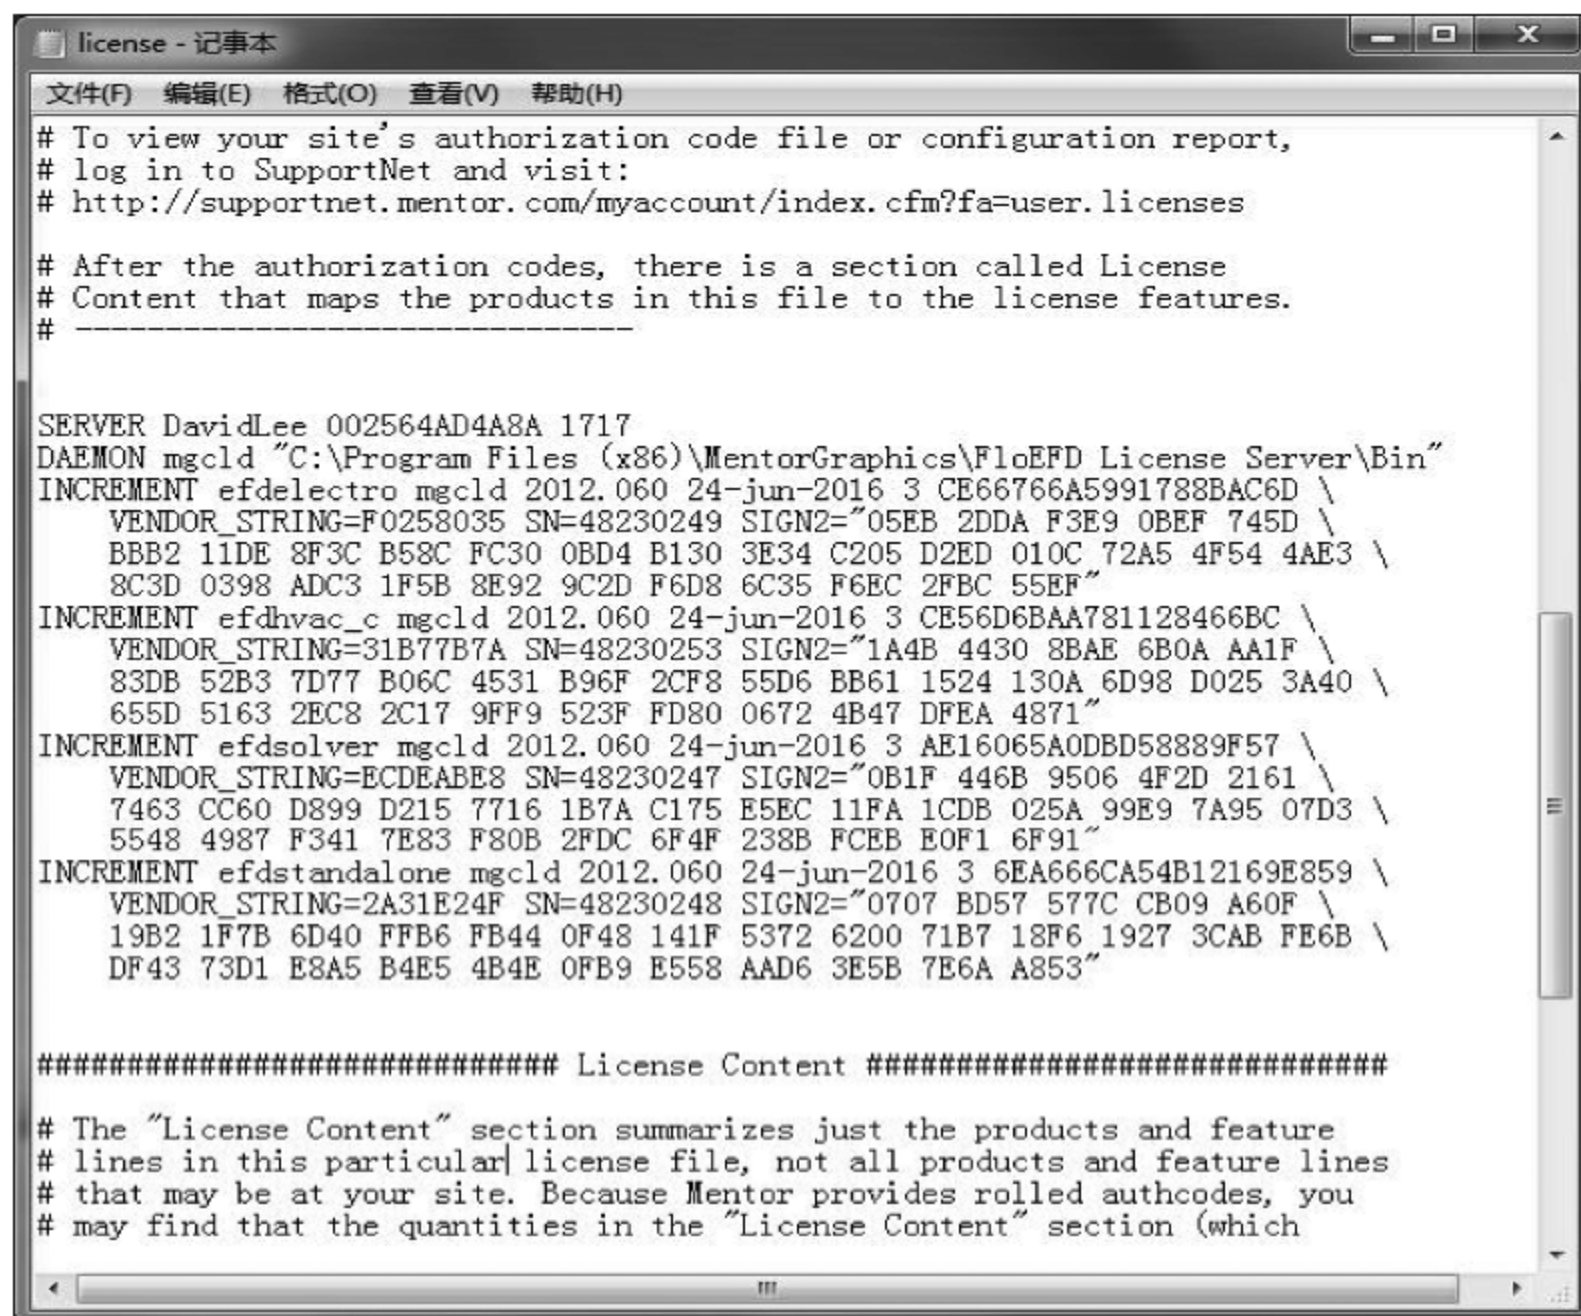 license - 记事本
文件(F) 编辑(E) 格式(O) 查看(V) 帮助(H)
# To view your site's authorization code file or configuration report,
# log in to SupportNet and visit:
# http://supportnet.mentor.com/myaccount/index.cfm?fa=user.licenses
# After the authorization codes, there is a section called License
# Content that maps the products in this file to the license features.
# -------------------------------
SERVER DavidLee 002564AD4A8A 1717
DAEMON mgcld "C:\Program Files (x86)\MentorGraphics\FloEFD License Server\Bin"
INCREMENT efdelectro mgcld 2012.060 24-jun-2016 3 CE66766A5991788BAC6D \
VENDOR_STRING=F0258035 SN=48230249 SIGN2="05EB 2DDA F3E9 0BEF 745D \
BBB2 11DE 8F3C B58C FC30 0BD4 B130 3E34 C205 D2ED 010C 72A5 4F54 4AE3 \
8C3D 0398 ADC3 1F5B 8E92 9C2D F6D8 6C35 F6EC 2FBC 55EF"
INCREMENT efdhvac_c mgcld 2012.060 24-jun-2016 3 CE56D6BAA781128466BC \
VENDOR_STRING=31B77B7A SN=48230253 SIGN2="1A4B 4430 8BAE 6B0A AA1F \
83DB 52B3 7D77 B06C 4531 B96F 2CF8 55D6 BB61 1524 130A 6D98 D025 3A40 \
655D 5163 2EC8 2C17 9FF9 523F FD80 0672 4B47 DFEA 4871"
INCREMENT efdsolver mgcld 2012.060 24-jun-2016 3 AE16065A0DBD58889F57 \
VENDOR_STRING=ECDEABE8 SN=48230247 SIGN2="0B1F 446B 9506 4F2D 2161 \
7463 CC60 D899 D215 7716 1B7A C175 E5EC 11FA 1CDB 025A 99E9 7A95 07D3 \
5548 4987 F341 7E83 F80B 2FDC 6F4F 238B FCEB E0F1 6F91"
INCREMENT efdstandalone mgcld 2012.060 24-jun-2016 3 6EA666CA54B12169E859 \
VENDOR_STRING=2A31E24F SN=48230248 SIGN2="0707 BD57 577C CB09 A60F \
19B2 1F7B 6D40 FFB6 FB44 0F48 141F 5372 6200 71B7 18F6 1927 3CAB FE6B \
DF43 73D1 E8A5 B4E5 4B4E 0FB9 E558 AAD6 3E5B 7E6A A853"
############################# License Content #############################
# The "License Content" section summarizes just the products and feature
# lines in this particular license file, not all products and feature lines
# that may be at your site. Because Mentor provides rolled authcodes, you
# may find that the quantities in the "License Content" section (which